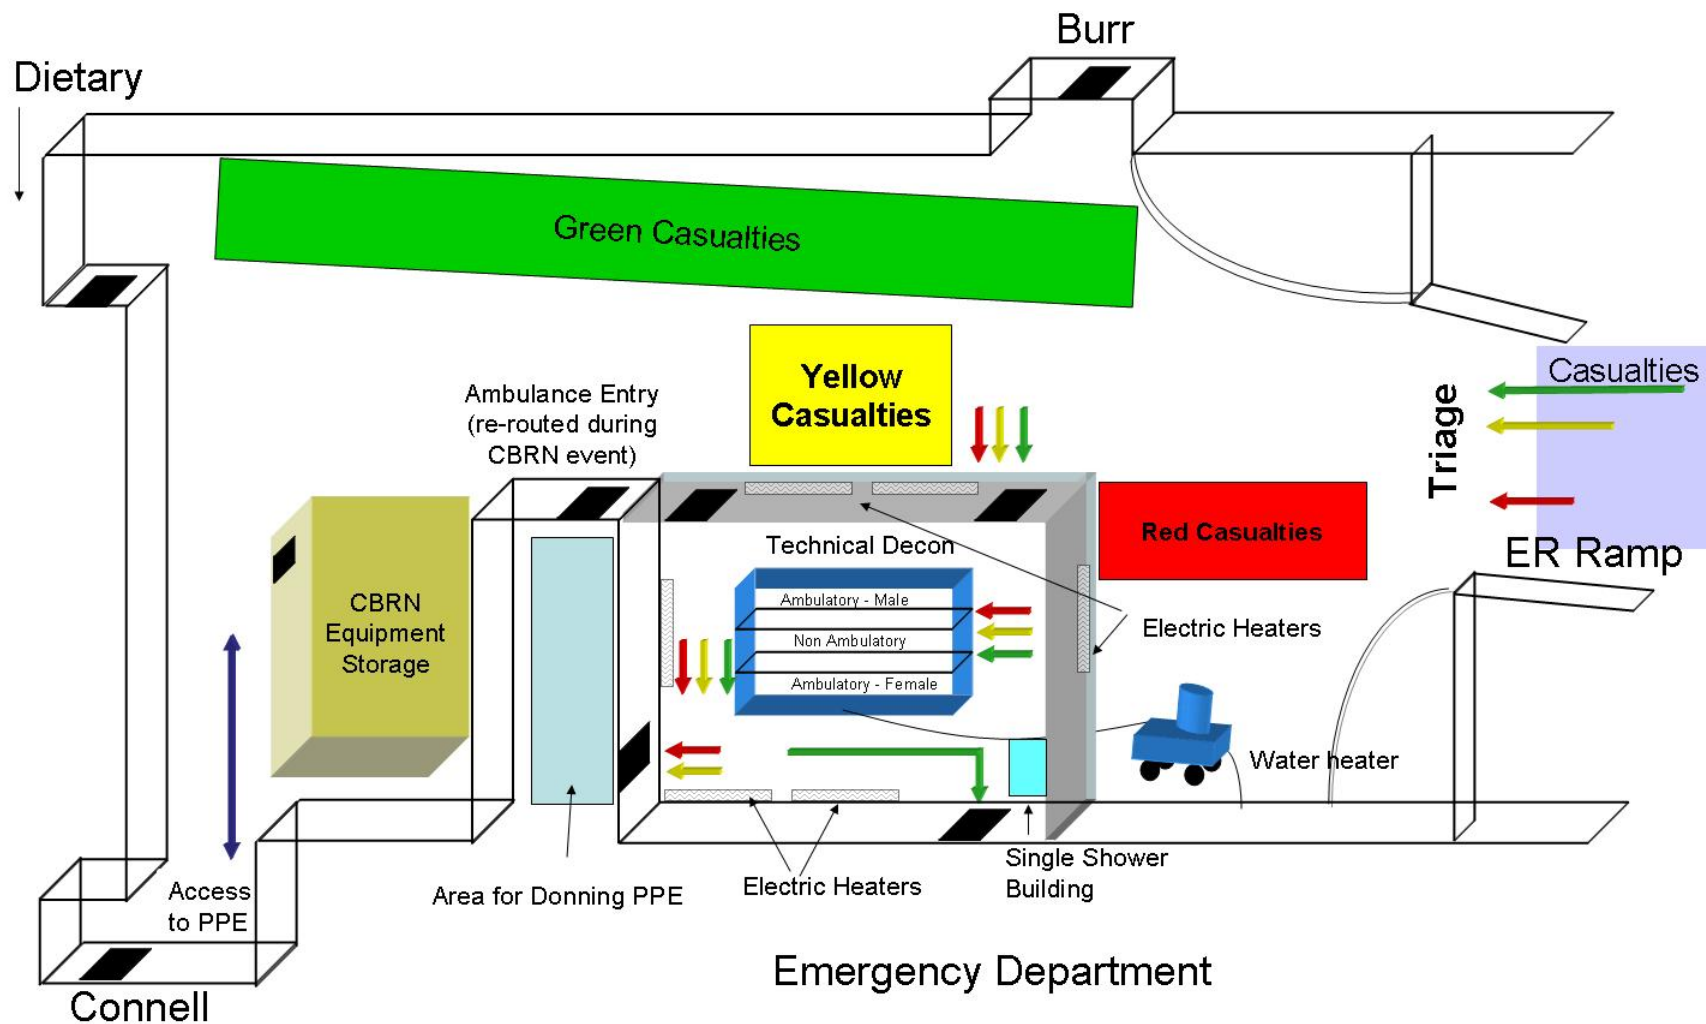 Burr
Dietary
Green Casualties
Casualties
Yellow
Casualties
Triage
Ambulance Entry
(re-routed during
CBRN event)
Red Casualties
ER Ramp
Technical Decon
CBRN
Equipment
Storage
Ambulatory - Male
Non Ambulatory
Ambulatory - Female
Electric Heaters
Water heater
Access
to PPE
Area for Donning PPE
Electric Heaters
Single Shower
Building
Emergency Department
Connell